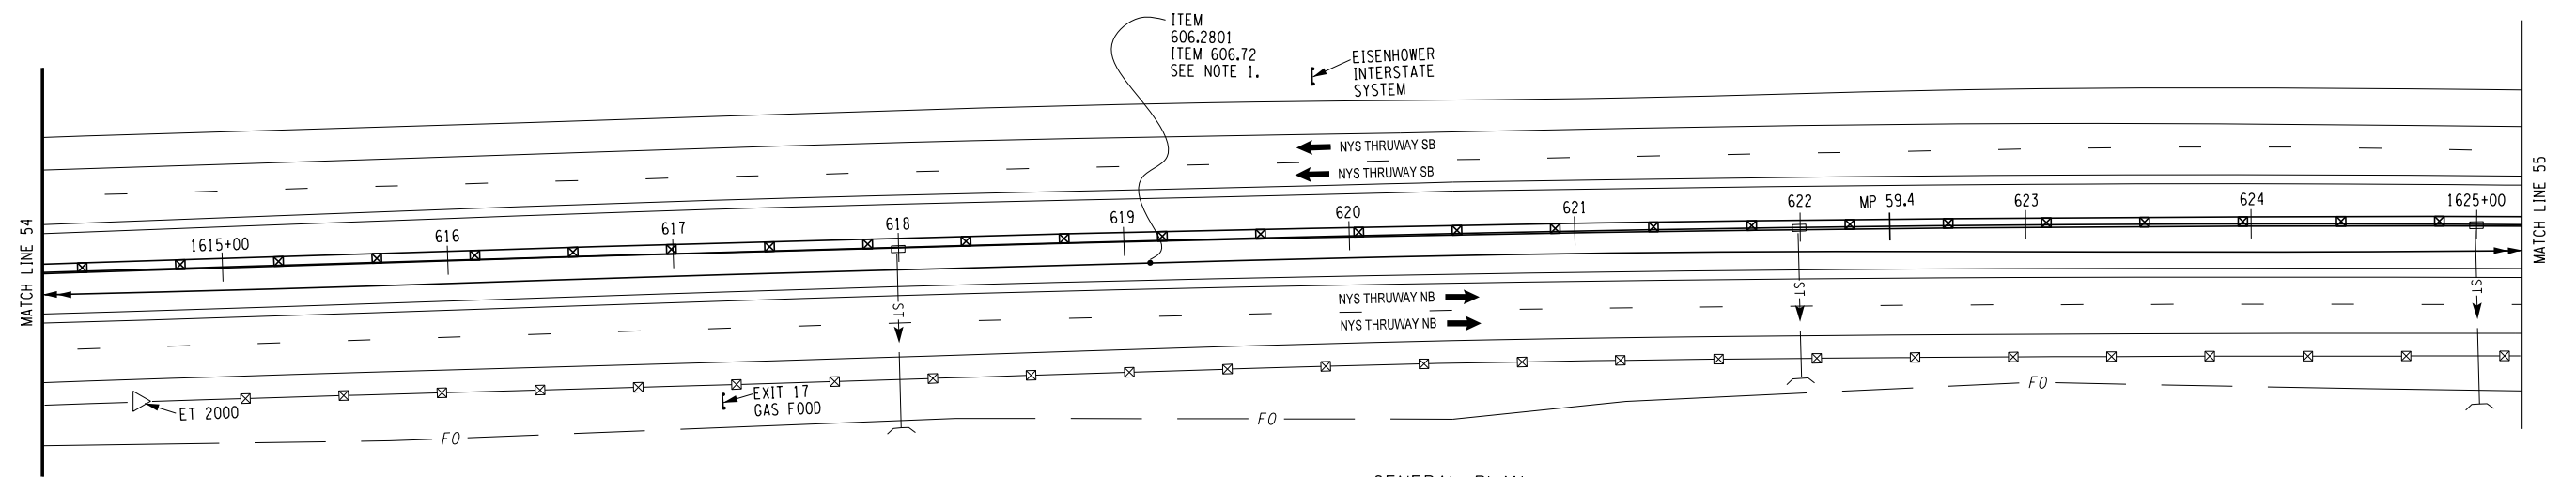 ITEM
606.2801
ITEM 606.72
SEE NOTE 1.
EISENHOWER
INTERSTATE
SYSTEM
NYS THRUWAY SB
NYS THRUWAY SB
MATCH LINE 54
MATCH LINE 55
1615+00
616
617
618
619
620
621
622
MP 59.4
623
624
1625+00
ST
ST
ST
NYS THRUWAY NB
NYS THRUWAY NB
ET 2000
EXIT 17
GAS FOOD
FO
FO
FO